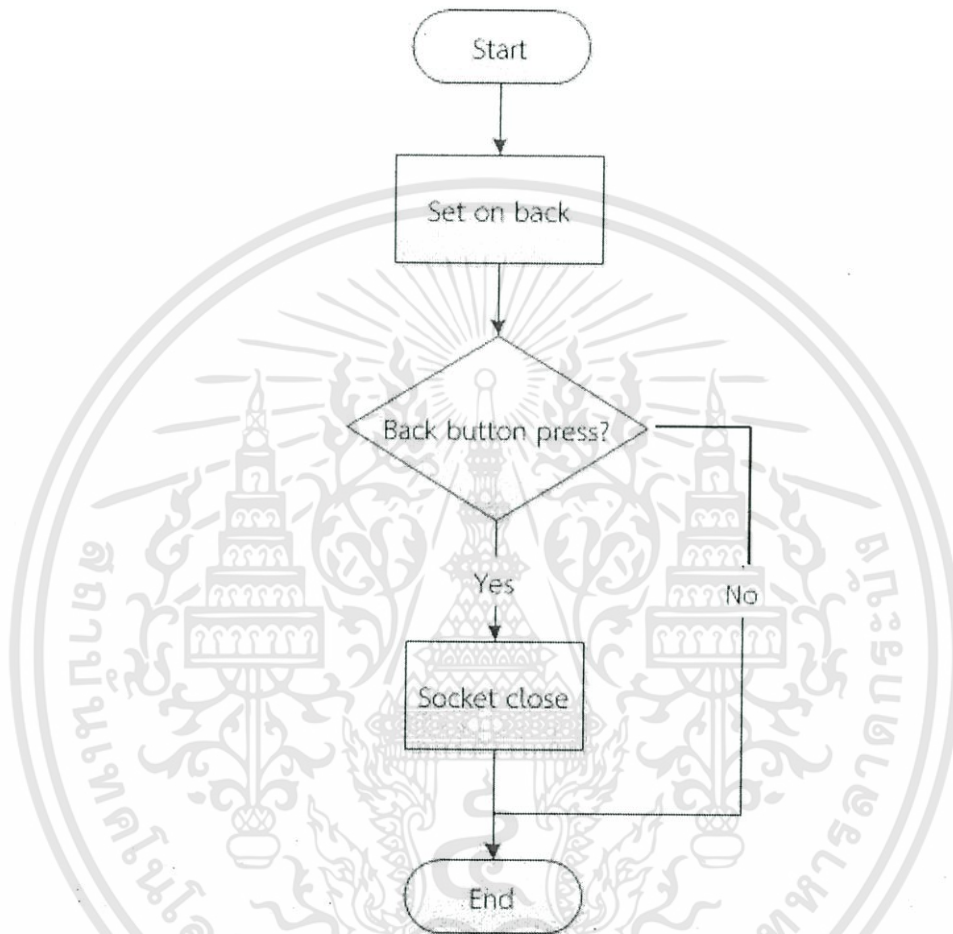 Start
Set on back
Back button press?
Yes
No
Socket close
End